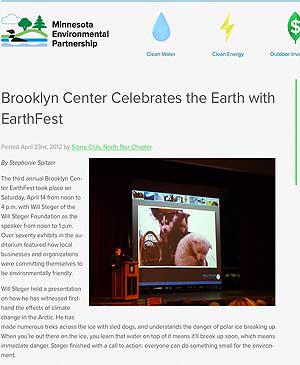 Minnesota
Environmental
Partnership
Clean Water
Clean Energy
Outdoor Inve
Brooklyn Center Celebrates the Earth with
EarthFest
Posted April 23rd, 2012 by Sierra Club, North Star Chapter
By Stephanie Spitzer
The third annual Brooklyn Cen-
ter EarthFest took place on
Saturday, April 14 from noon to
4 p.m. with Will Steger of the
Will Steger Foundation as the
speaker from noon to 1 p.m.
Over seventy exhibits in the au-
ditorium featured how local
businesses and organizations
were committing themselves to
be environmentally friendly.
Will Steger held a presentation
on how he has witnessed first-
hand the effects of climate
change in the Arctic. He has
made numerous treks across the ice with sled dogs, and understands the danger of polar ice breaking up.
When you're out there on the ice, you learn that water on top of it means it'll break up soon, which means
immediate danger. Steger finished with a call to action: everyone can do something small for the environ-
ment.